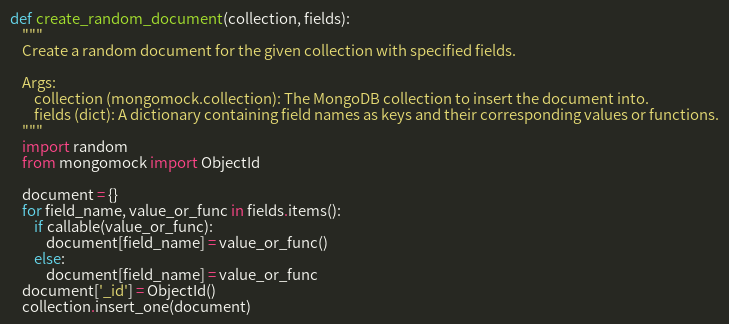 def create_random_document(collection, fields):
    """
    Create a random document for the given collection with specified fields.

    Args:
        collection (mongomock.collection): The MongoDB collection to insert the document into.
        fields (dict): A dictionary containing field names as keys and their corresponding values or functions.
    """
    import random
    from mongomock import ObjectId

    document = {}
    for field_name, value_or_func in fields.items():
        if callable(value_or_func):
            document[field_name] = value_or_func()
        else:
            document[field_name] = value_or_func
    document['_id'] = ObjectId()
    collection.insert_one(document)